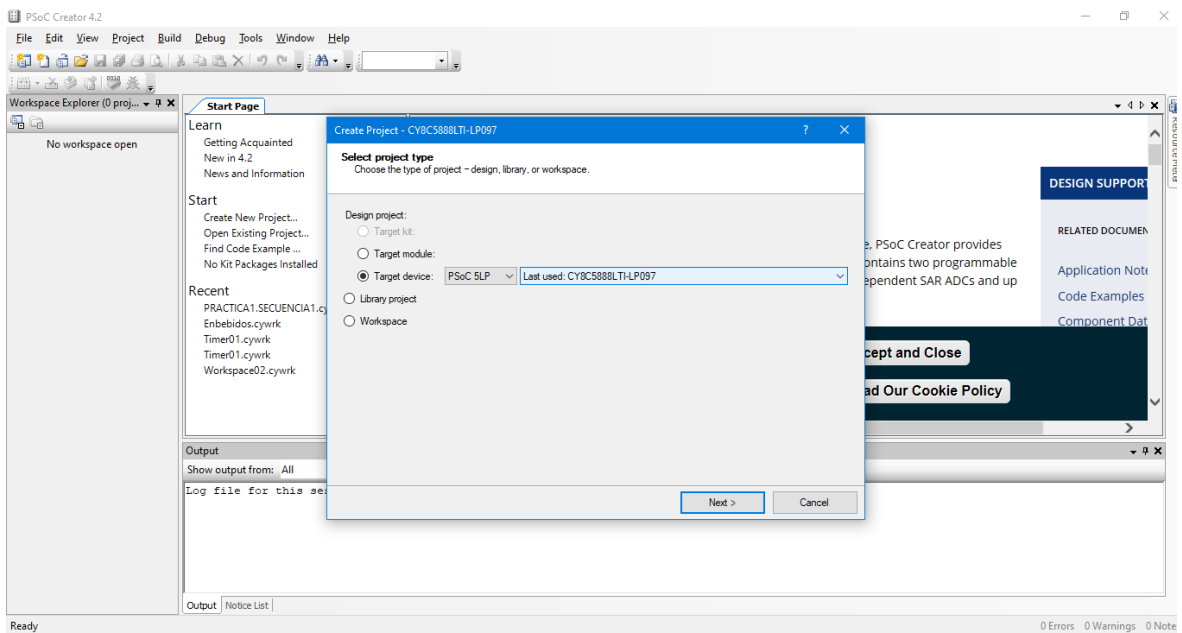 PSoC Creator 4.2
File Edit View Project Build Debug Tools Window Help
Workspace Explorer (0 proj...
Start Page
No workspace open
Learn
Getting Acquainted
New in 4.2
News and Information
Start
Create New Project...
Open Existing Project...
Find Code Example ...
No Kit Packages Installed
Recent
PRACTICA1.SECUENCIA1.cy
Enbebidos.cywrk
Timer01.cywrk
Timer01.cywrk
Workspace02.cywrk
Create Project - CY8C5888LTI-LP097 ?
Select project type
Choose the type of project - design, library, or workspace.
Design project:
Target kit:
Target module:
Target device: PSoC 5LP Last used: CY8C5888LTI-LP097
Library project
Workspace
Next > Cancel
e, PSoC Creator provides
ontains two programmable
ependent SAR ADCs and up
DESIGN SUPPORT
RELATED DOCUMEN
Application Note
Code Examples
Component Dat
cept and Close
ad Our Cookie Policy
Output
Show output from: All
Log file for this ses
Output Notice List
Ready 0 Errors 0 Warnings 0 Note